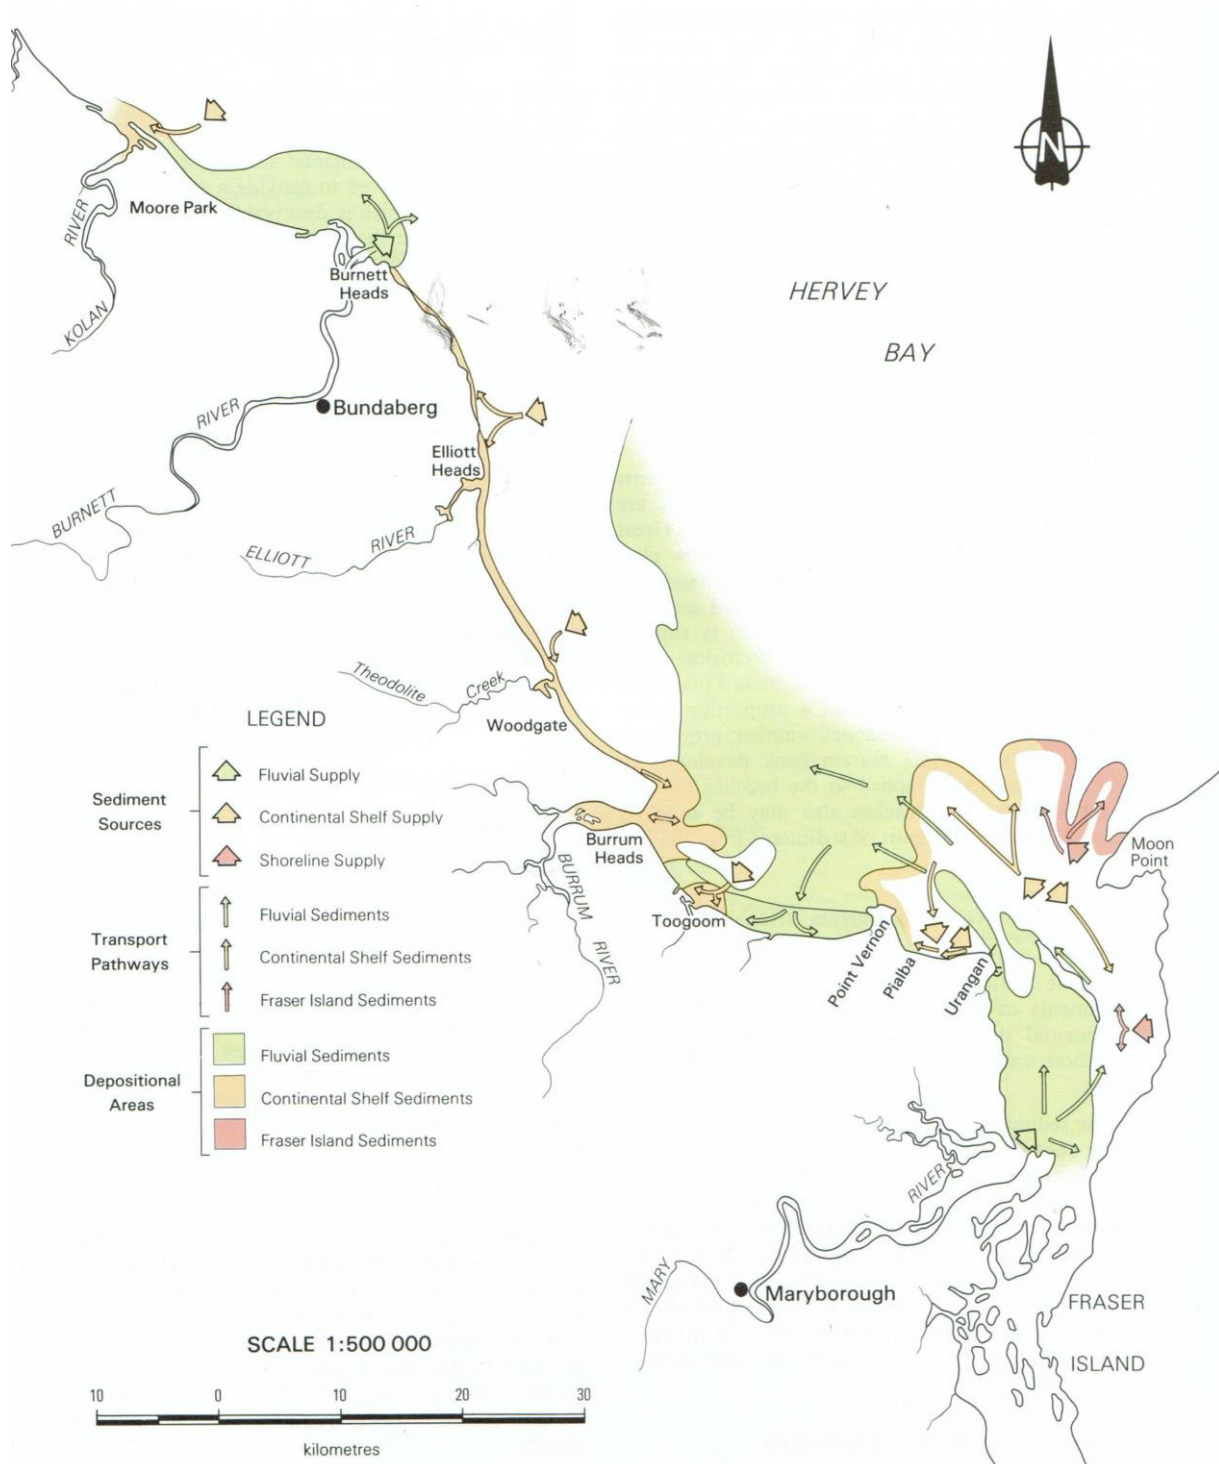 N
RIVER
Moore Park
KOLAN
Burnett
Heads
HERVEY
BAY
RIVER
Bundaberg
Elliott
Heads
BURNETT
ELLIOTT
RIVER
Theodolite
Creek
Woodgate
LEGEND
Sediment
Sources
Fluvial Supply
Continental Shelf Supply
Shoreline Supply
Transport
Pathways
Fluvial Sediments
Continental Shelf Sediments
Fraser Island Sediments
Depositional
Areas
Fluvial Sediments
Continental Shelf Sediments
Fraser Island Sediments
Burrum
Heads
BURRUM
RIVER
Toogoom
Point Vernon
Pialba
Urangan
Moon
Point
RIVER
MARY
Maryborough
FRASER
ISLAND
SCALE 1:500 000
10 0 10 20 30
kilometres